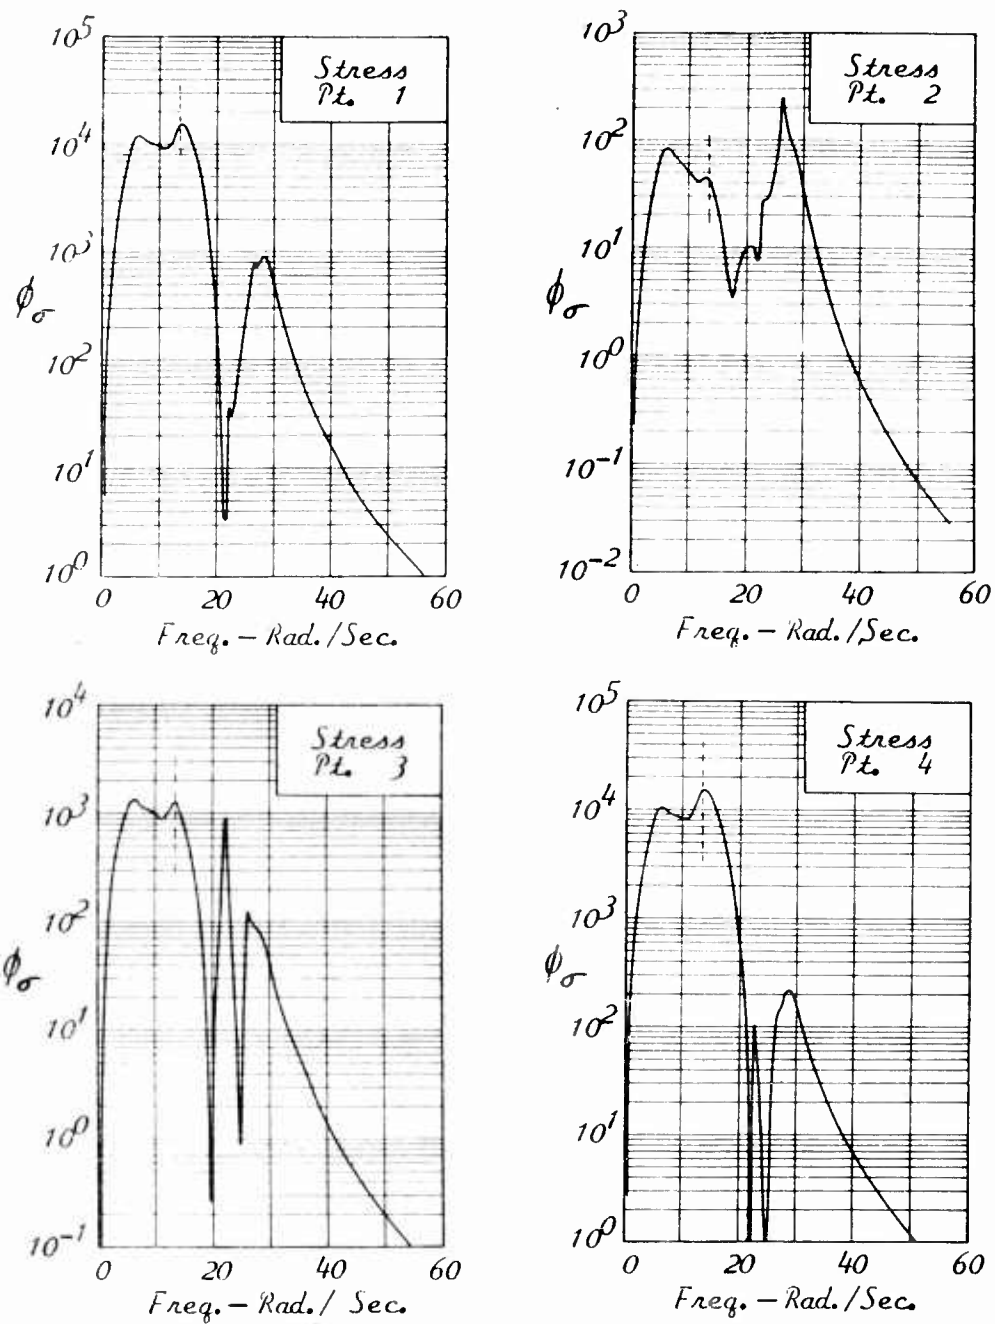 Stress
Pt. 1
10^5
10^4
10^3
10^2
10^1
10^0
ϕσ
0 20 40 60
Freq. – Rad./Sec.
Stress
Pt. 2
10^3
10^2
10^1
10^0
10^-1
10^-2
ϕσ
0 20 40 60
Freq. – Rad./Sec.
Stress
Pt. 3
10^4
10^3
10^2
10^1
10^0
10^-1
ϕσ
0 20 40 60
Freq. – Rad./Sec.
Stress
Pt. 4
10^5
10^4
10^3
10^2
10^1
10^0
ϕσ
0 20 40 60
Freq. – Rad./Sec.